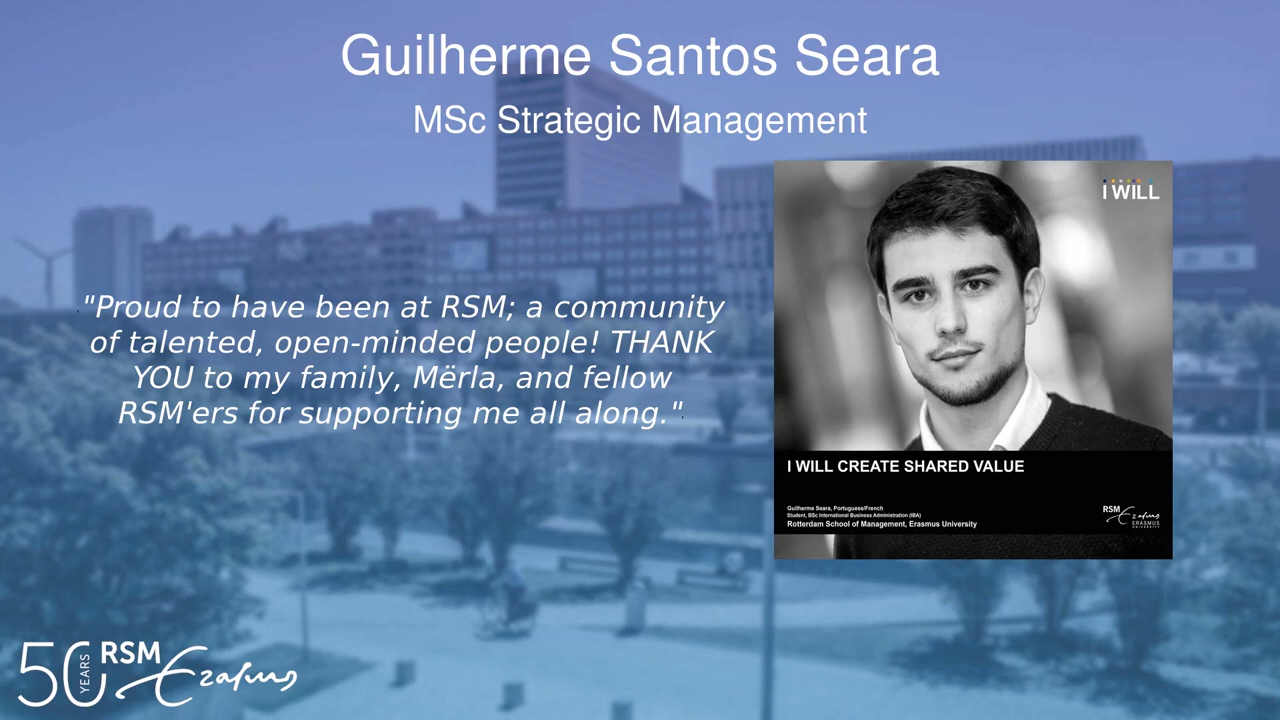 Guilherme Santos Seara
MSc Strategic Management
I WILL
"Proud to have been at RSM; a community
of talented, open-minded people! THANK
YOU to my family, Mërla, and fellow
RSM'ers for supporting me all along."
I WILL CREATE SHARED VALUE
Guilherme Seara, Portuguese/French
Student, BSc International Business Administration (IBA)
Rotterdam School of Management, Erasmus University
RSM Erasmus
ERASMUS
UNIVERSITY
50 YEARS RSM Erasmus